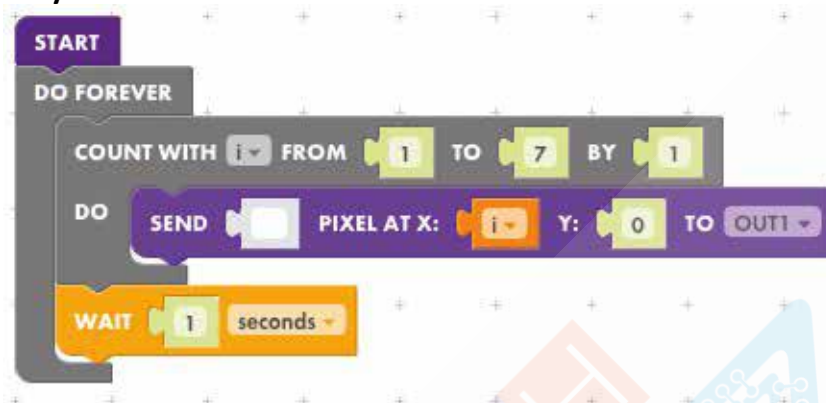 START
DO FOREVER
COUNT WITH i FROM 1 TO 7 BY 1
DO SEND PIXEL AT X: i Y: 0 TO OUT1
WAIT 1 seconds